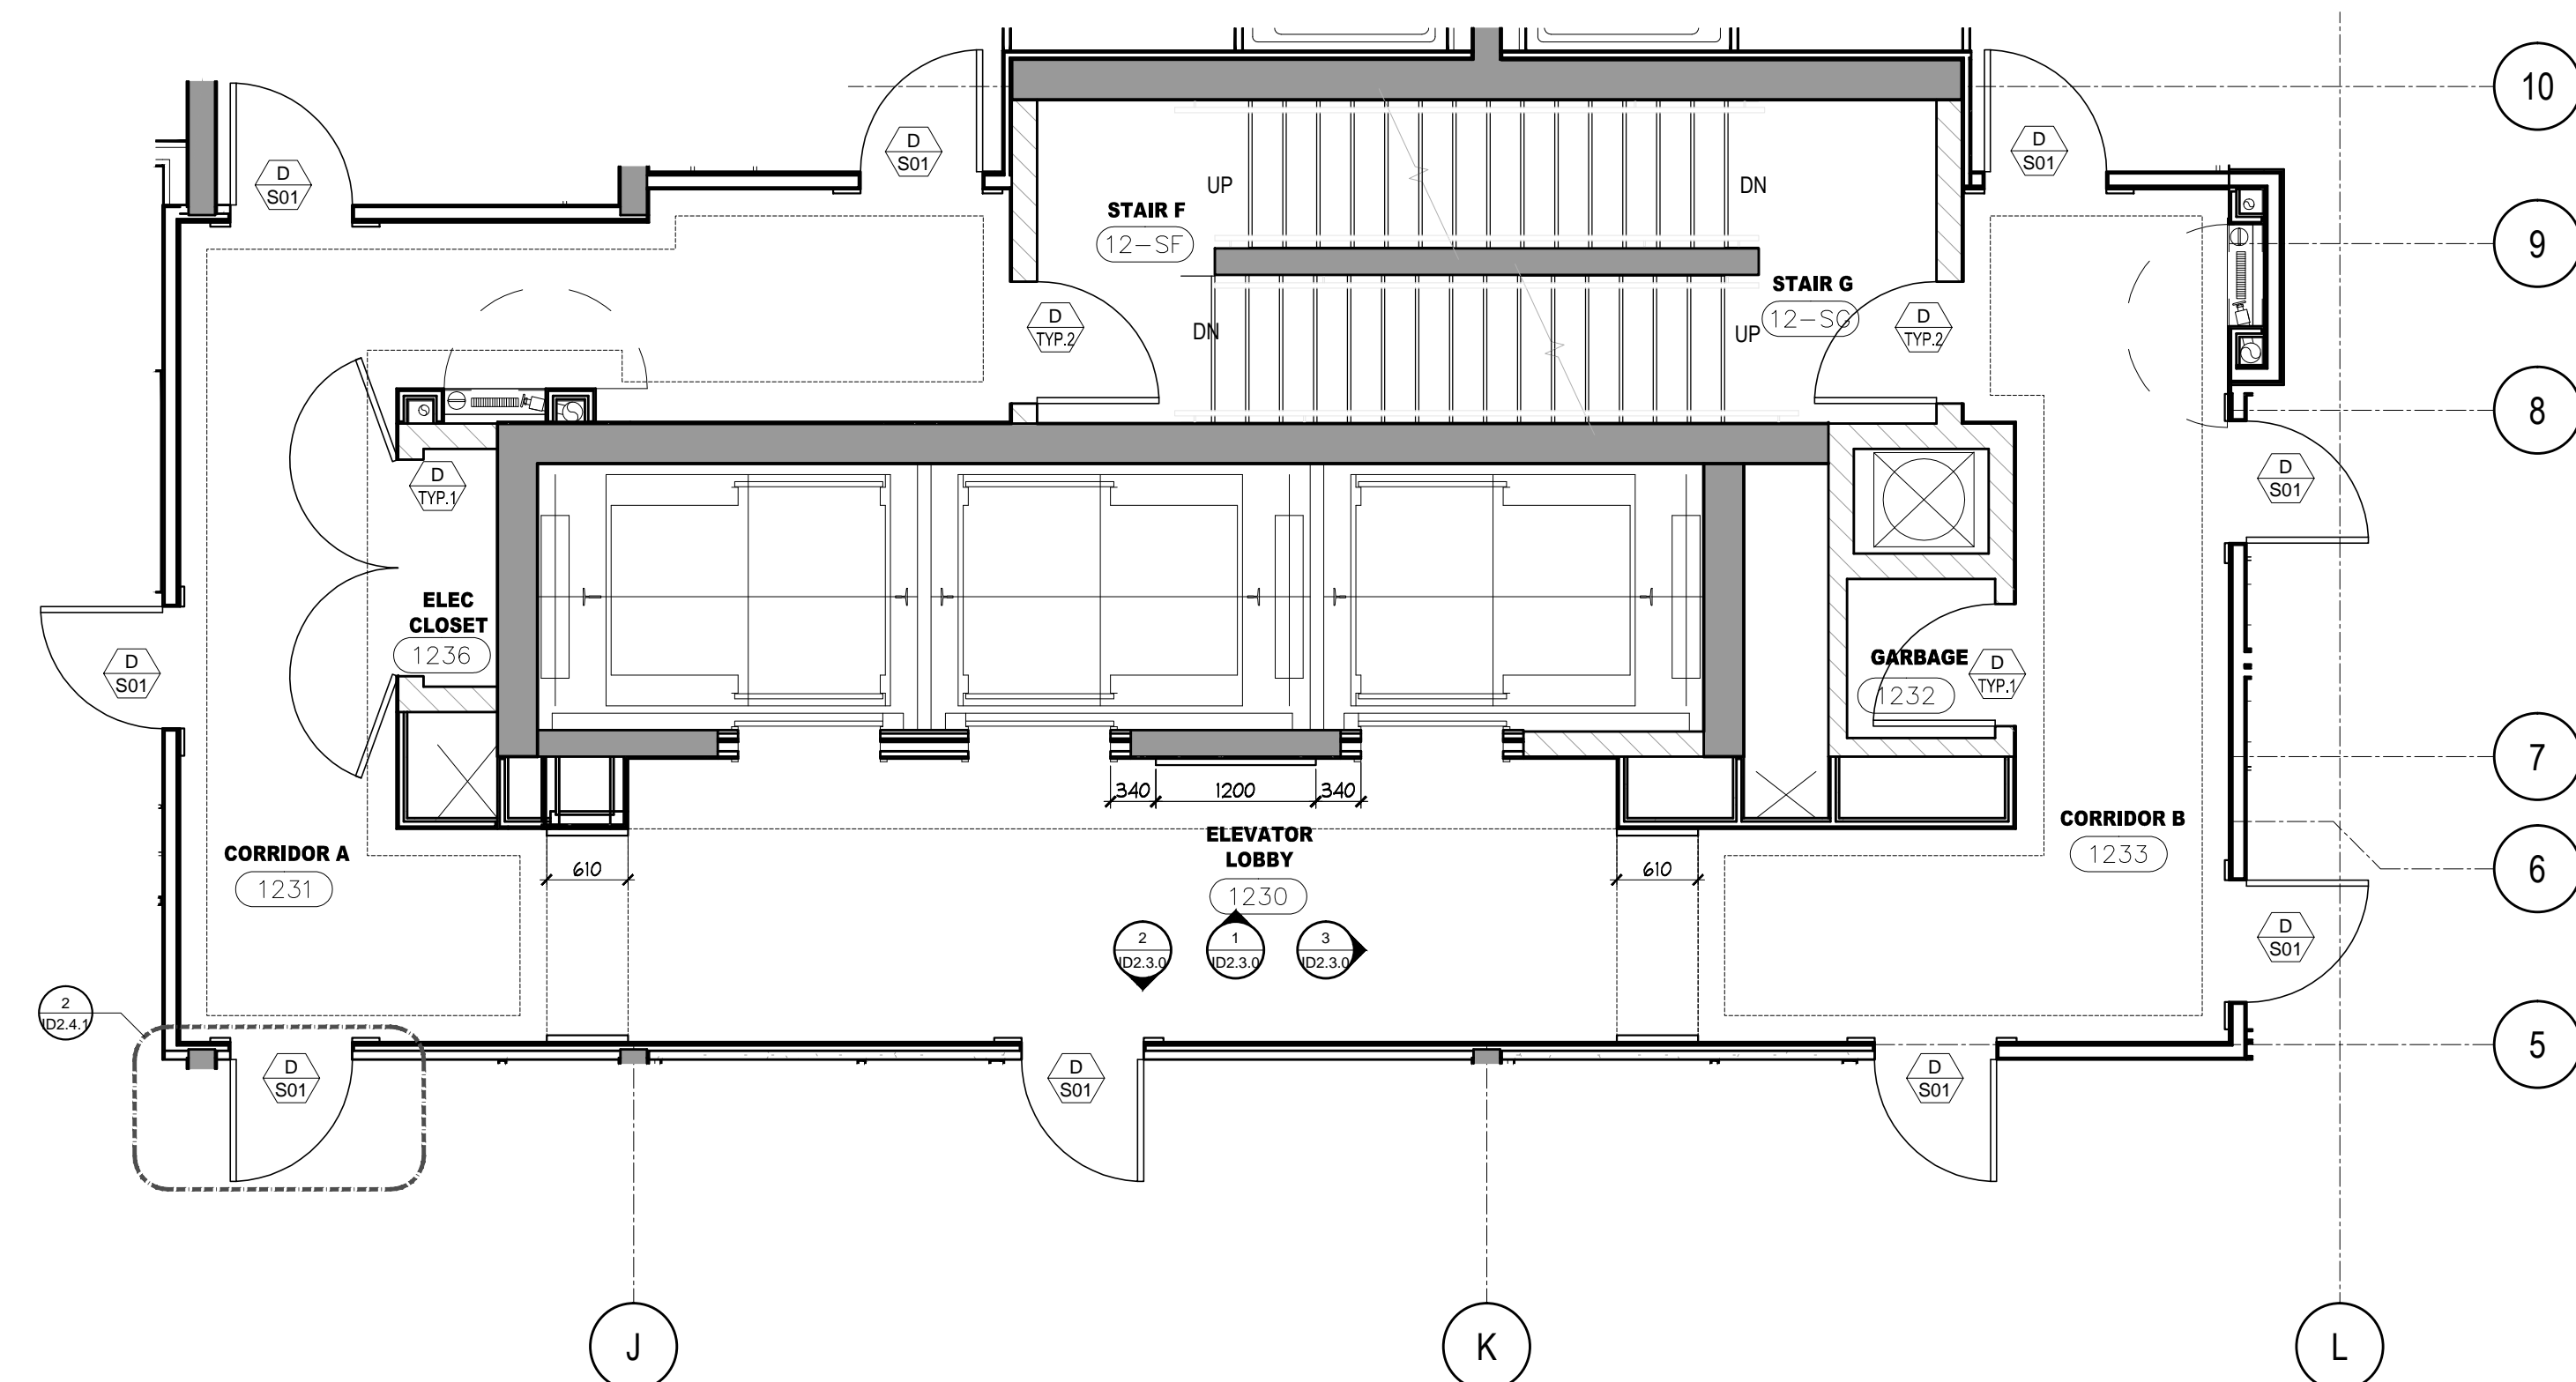 10
D
S01
D
S01
D
S01
UP
DN
STAIR F
12-SF
9
STAIR G
12-SG
D
TYP.2
DN
UP
D
TYP.2
8
D
TYP.1
D
S01
ELEC
CLOSET
1236
D
S01
GARBAGE
1232
D
TYP.1
7
340
1200
340
CORRIDOR A
1231
610
ELEVATOR
LOBBY
1230
610
CORRIDOR B
1233
6
2
ID2.3.0
1
ID2.3.0
3
ID2.3.0
D
S01
2
ID2.4.1
5
D
S01
D
S01
D
S01
J
K
L